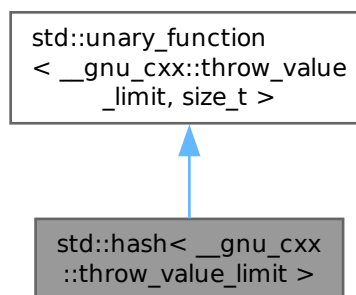 std::unary_function
< __gnu_cxx::throw_value
_limit, size_t >
std::hash< __gnu_cxx
::throw_value_limit >